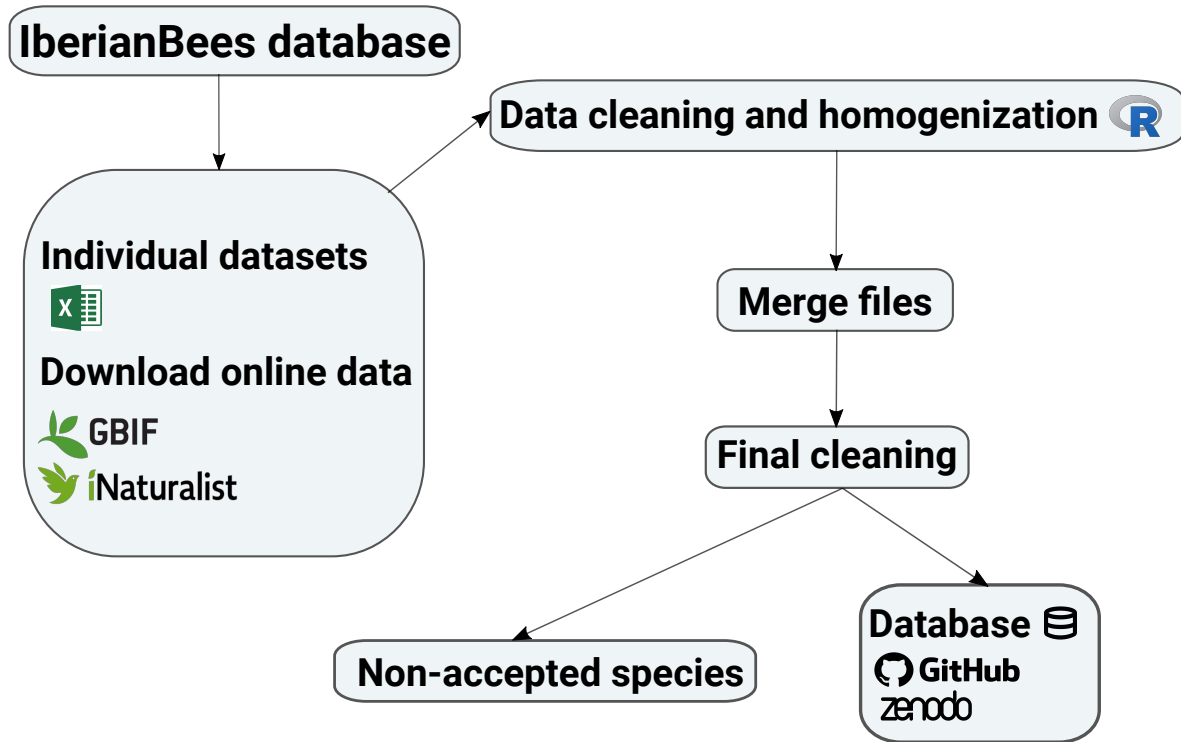 IberianBees database
Data cleaning and homogenization R
Individual datasets
X
Download online data
GBIF
iNaturalist
Merge files
Final cleaning
Non-accepted species
Database
GitHub
zenodo